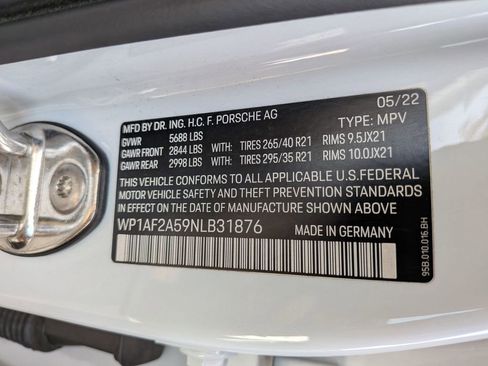 05/22
MFD BY DR. ING. H.C. F. PORSCHE AG
GVWR 5688 LBS TYPE: MPV
GAWR FRONT 2844 LBS WITH: TIRES 265/40 R21 RIMS 9.5JX21
GAWR REAR 2998 LBS WITH: TIRES 295/35 R21 RIMS 10.0JX21
THIS VEHICLE CONFORMS TO ALL APPLICABLE U.S.FEDERAL
MOTOR VEHICLE SAFETY AND THEFT PREVENTION STANDARDS
IN EFFECT ON THE DATE OF MANUFACTURE SHOWN ABOVE.
WP1AF2A59NLB31876 MADE IN GERMANY
95B.010.016.BH